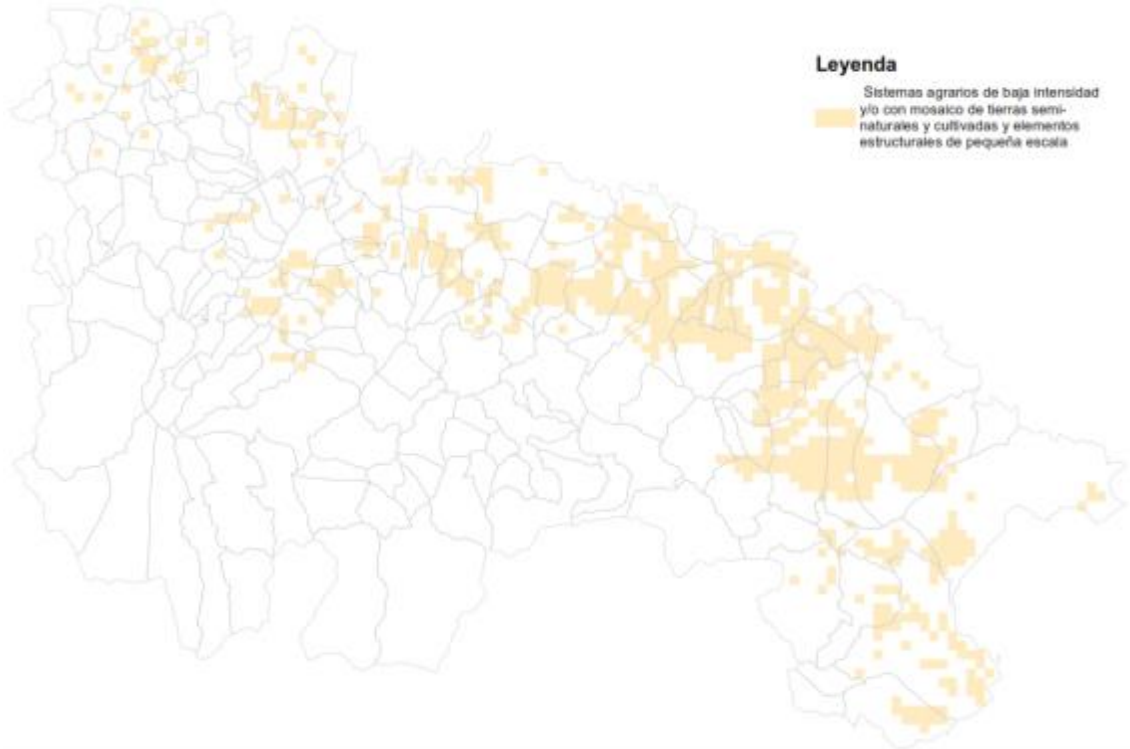 Leyenda
Sistemas agrarios de baja intensidad
y/o con mosaico de tierras semi-
naturales y cultivadas y elementos
estructurales de pequeña escala